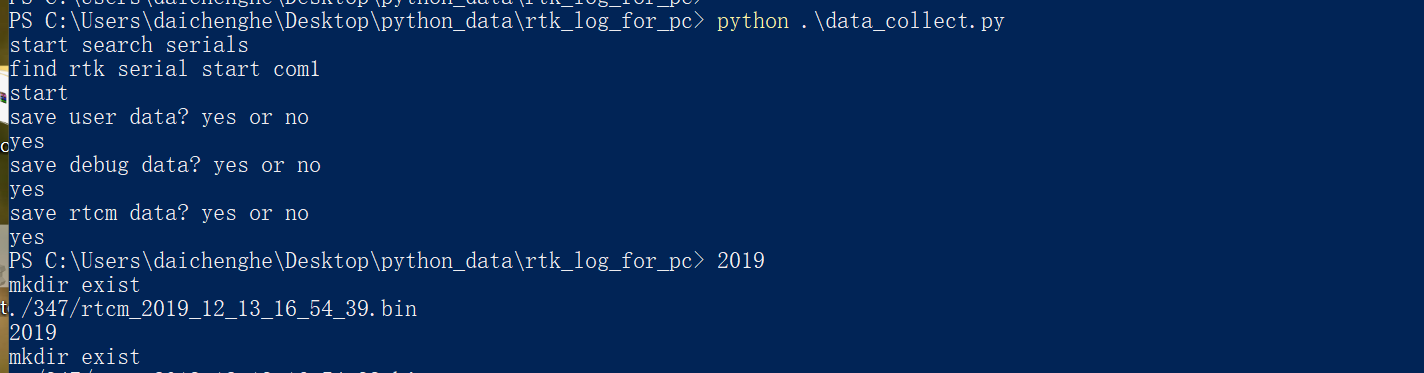 PS C:\Users\daichenghe\Desktop\python_data\rtk_log_for_pc> python .\data_collect.py
start search serials
find rtk serial start com1
start
save user data? yes or no
yes
save debug data? yes or no
yes
save rtcm data? yes or no
yes
PS C:\Users\daichenghe\Desktop\python_data\rtk_log_for_pc> 2019
mkdir exist
./347/rtcm_2019_12_13_16_54_39.bin
2019
mkdir exist